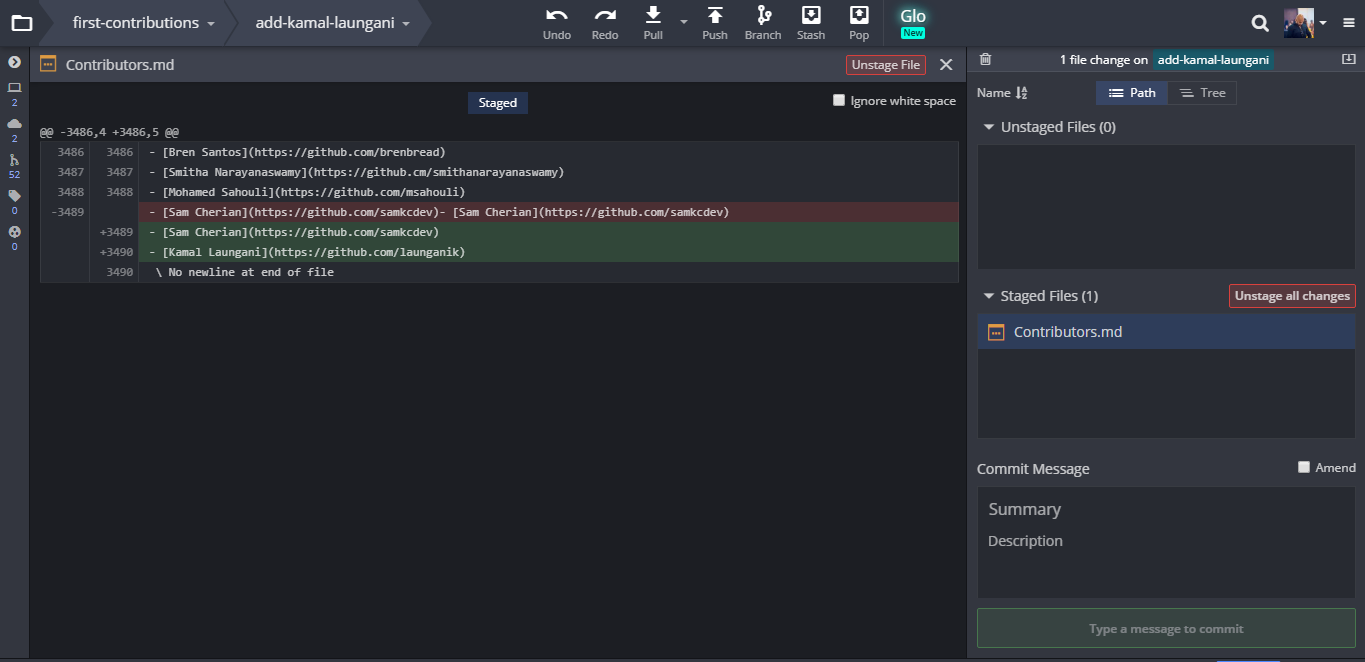 first-contributions
add-kamal-laungani
Undo
Redo
Pull
Push
Branch
Stash
Pop
Glo
New
2
2
52
0
0
Contributors.md
Unstage File
Staged
Ignore white space
@@ -3486,4 +3486,5 @@
3486 3486 - [Bren Santos](https://github.com/brenbread)
3487 3487 - [Smitha Narayanaswamy](https://github.cm/smithanarayanaswamy)
3488 3488 - [Mohamed Sahouli](https://github.com/msahouli)
-3489 - [Sam Cherian](https://github.com/samkcdev)- [Sam Cherian](https://github.com/samkcdev)
+3489 - [Sam Cherian](https://github.com/samkcdev)
+3490 - [Kamal Laungani](https://github.com/launganik)
3490 \ No newline at end of file
1 file change on add-kamal-laungani
Name
Path
Tree
Unstaged Files (0)
Staged Files (1)
Unstage all changes
Contributors.md
Commit Message
Amend
Summary
Description
Type a message to commit